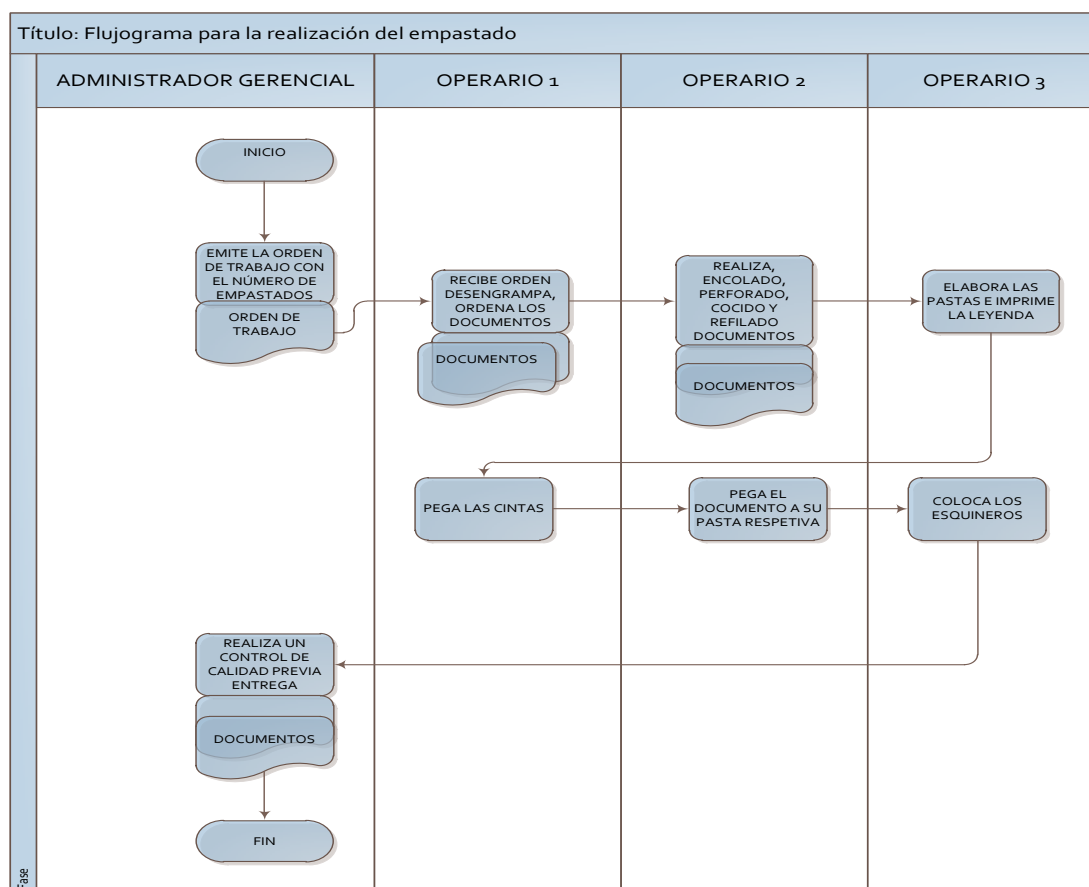 Título: Flujograma para la realización del empastado
ADMINISTRADOR GERENCIAL
OPERARIO 1
OPERARIO 2
OPERARIO 3
INICIO
EMITE LA ORDEN
DE TRABAJO CON
EL NÚMERO DE
EMPASTADOS
ORDEN DE
TRABAJO
RECIBE ORDEN
DESENGRAMPA,
ORDENA LOS
DOCUMENTOS
DOCUMENTOS
REALIZA,
ENCOLADO,
PERFORADO,
COCIDO Y
REFILADO
DOCUMENTOS
DOCUMENTOS
ELABORA LAS
PASTAS E IMPRIME
LA LEYENDA
PEGA LAS CINTAS
PEGA EL
DOCUMENTO A SU
PASTA RESPETIVA
COLOCA LOS
ESQUINEROS
REALIZA UN
CONTROL DE
CALIDAD PREVIA
ENTREGA
DOCUMENTOS
FIN
Fase